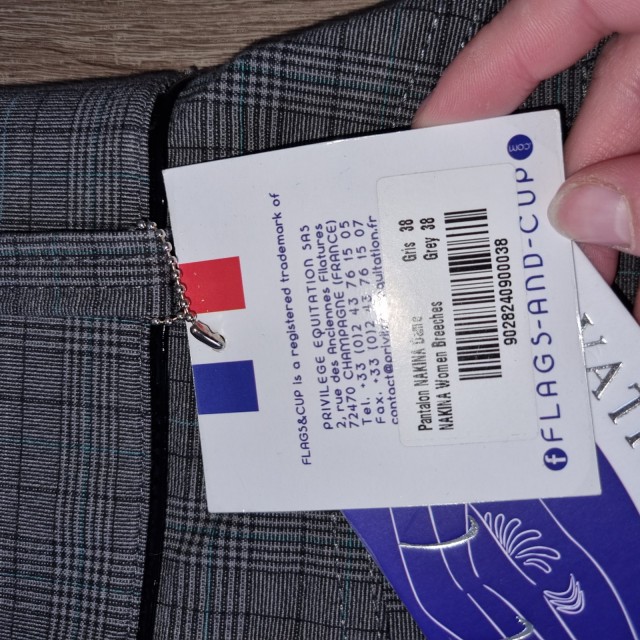 FLAGS&CUP is a registered trademark of
PRIVILEGE EQUITATION SAS
2, rue des Anciennes Filatures
72470 CHAMPAGNE (FRANCE)
Tel. +33 (0)2 43 76 15 05
Fax. +33 (0)2 43 76 15 07
Pantalon NAKINA Dame Gris 38
NAKINA Women Breeches Grey 38
9028240900038
FLAGS-AND-CUP.com